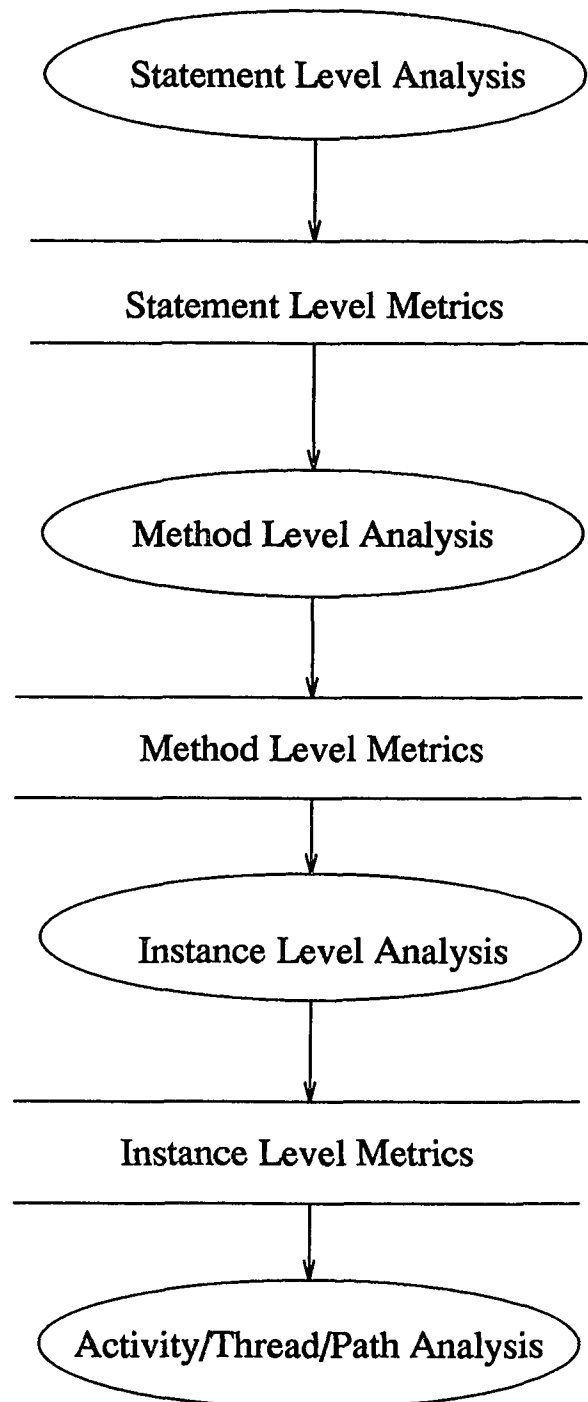 Statement Level Analysis
Statement Level Metrics
Method Level Analysis
Method Level Metrics
Instance Level Analysis
Instance Level Metrics
Activity/Thread/Path Analysis